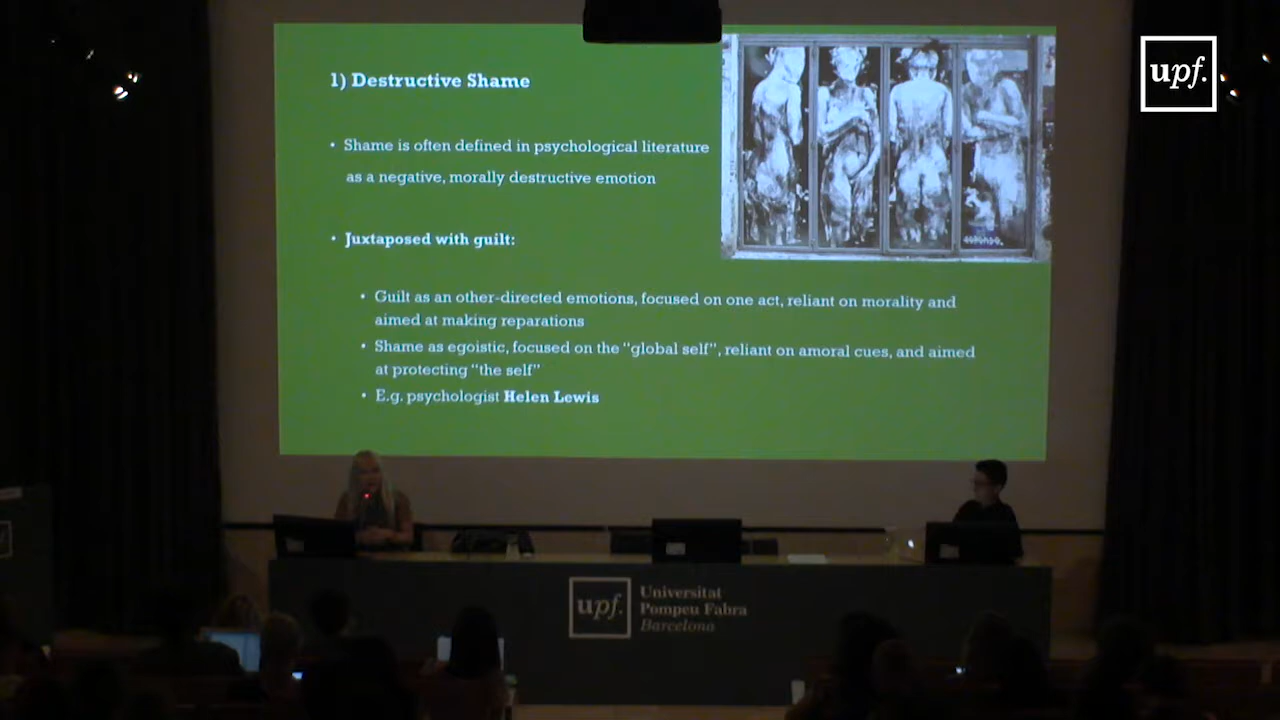 1) Destructive Shame
• Shame is often defined in psychological literature
as a negative, morally destructive emotion
• Juxtaposed with guilt:
• Guilt as an other-directed emotions, focused on one act, reliant on morality and
aimed at making reparations
• Shame as egoistic, focused on the “global self”, reliant on amoral cues, and aimed
at protecting “the self”
• E.g. psychologist Helen Lewis
upf.
upf.
Universitat
Pompeu Fabra
Barcelona